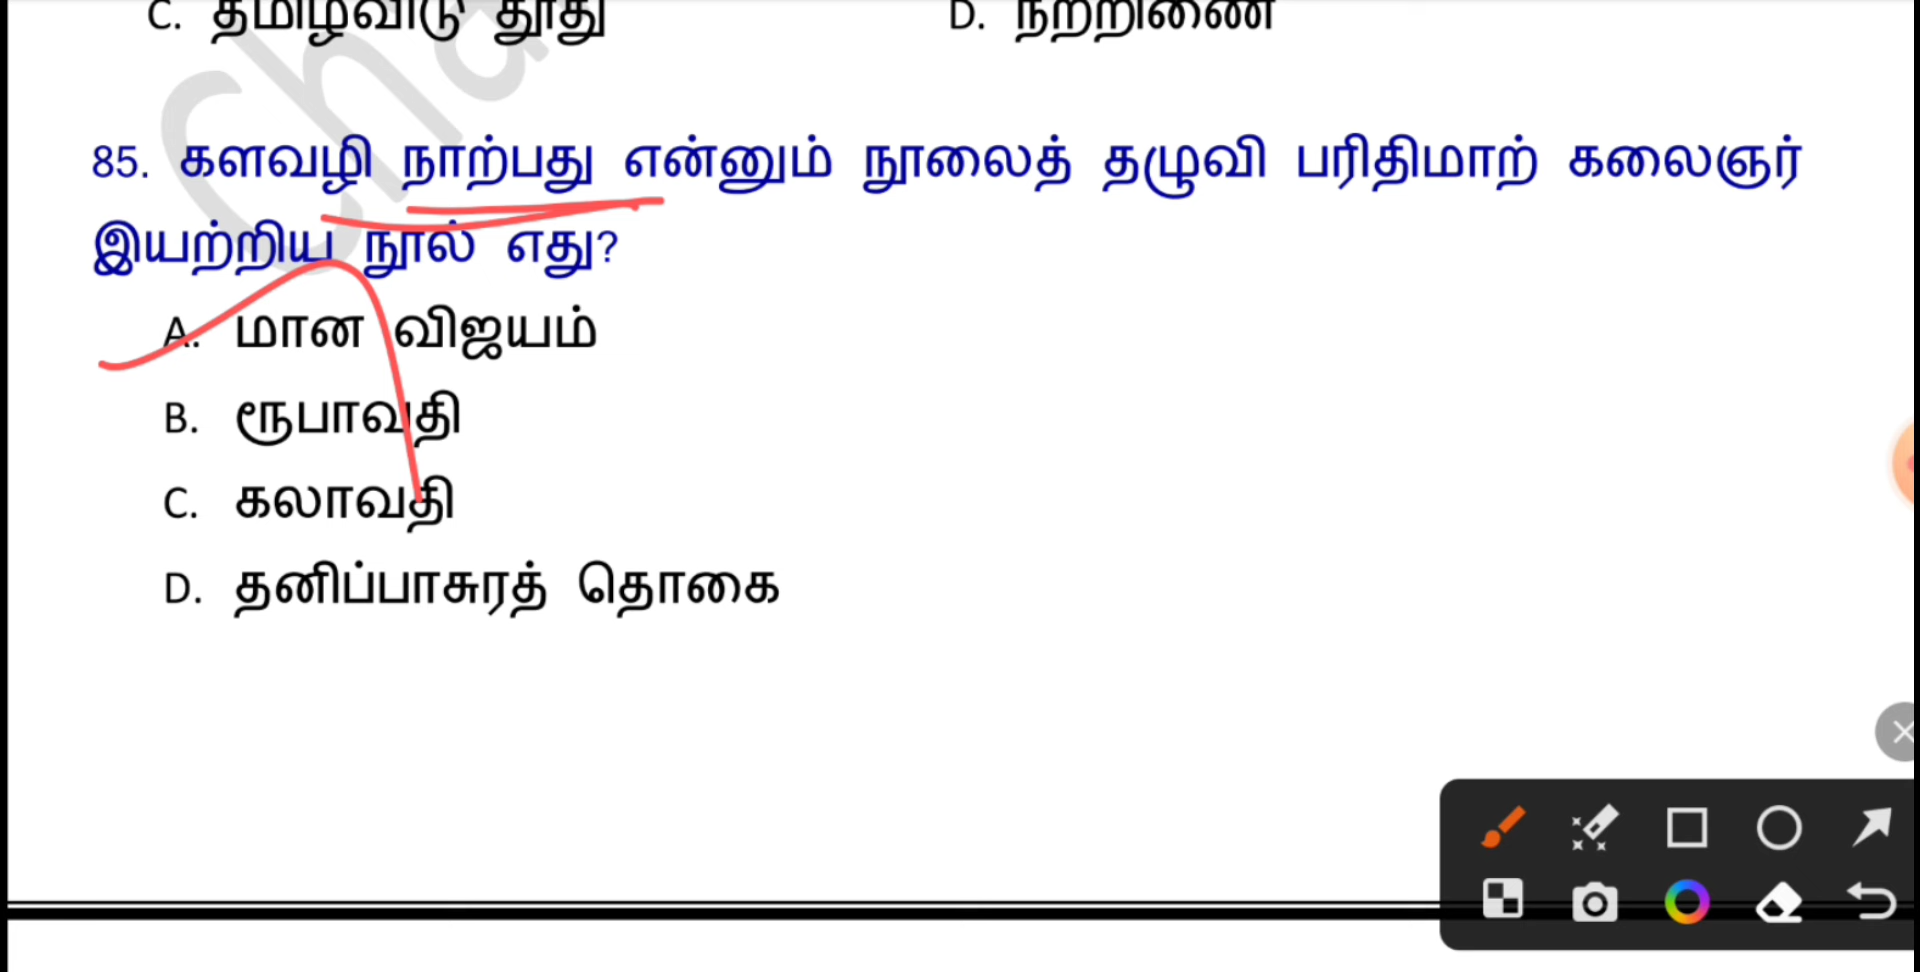 C. தமிழ்விடு தூது D. நற்றிணை
85. களவழி நாற்பது என்னும் நூலைத் தழுவி பரிதிமாற் கலைஞர்
இயற்றிய நூல் எது?
A. மான விஜயம்
B. ரூபாவதி
C. கலாவதி
D. தனிப்பாசுரத் தொகை